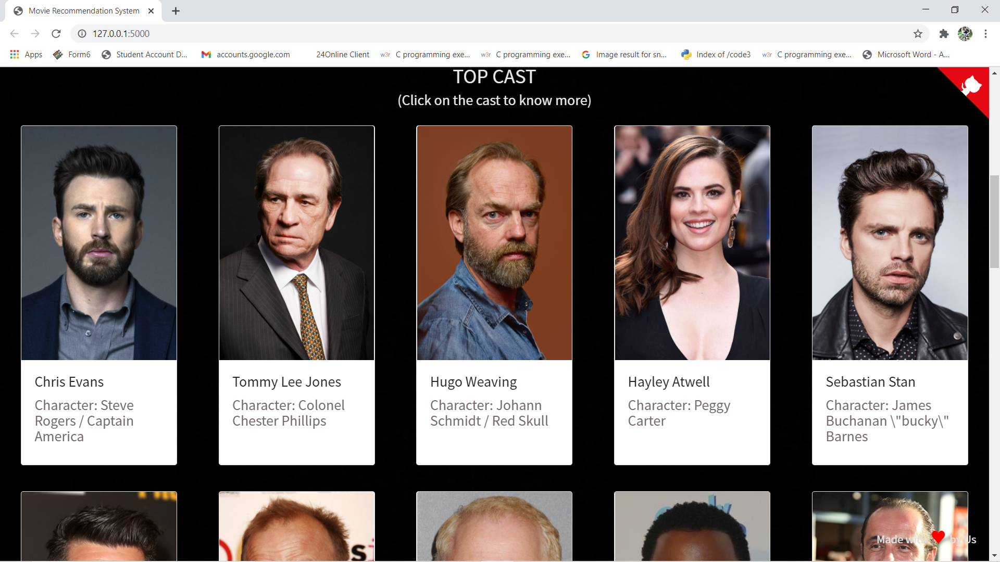 Movie Recommendation System
127.0.0.1:5000
Apps Form6 Student Account D... accounts.google.com 24Online Client w3r C programming exe... w3r C programming exe... Image result for sn... Index of /code3 w3r C programming exe... Microsoft Word - A...
TOP CAST
(Click on the cast to know more)
Chris Evans
Character: Steve
Rogers / Captain
America
Tommy Lee Jones
Character: Colonel
Chester Phillips
Hugo Weaving
Character: Johann
Schmidt / Red Skull
Hayley Atwell
Character: Peggy
Carter
Sebastian Stan
Character: James
Buchanan \"bucky\"
Barnes
Made with by Us